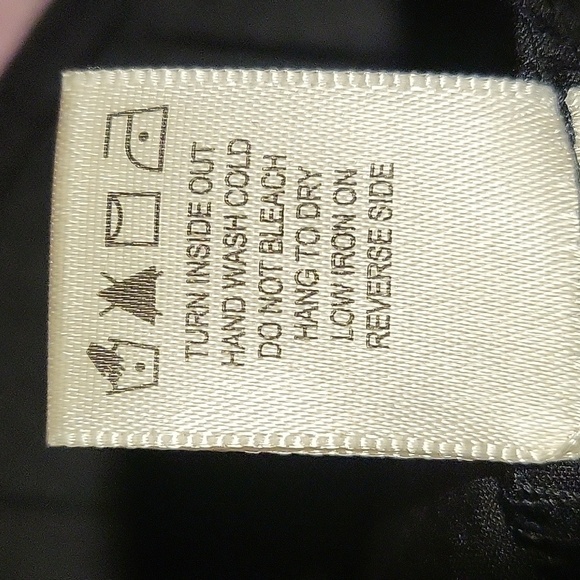 TURN INSIDE OUT
HAND WASH COLD
DO NOT BLEACH
HANG TO DRY
LOW IRON ON
REVERSE SIDE